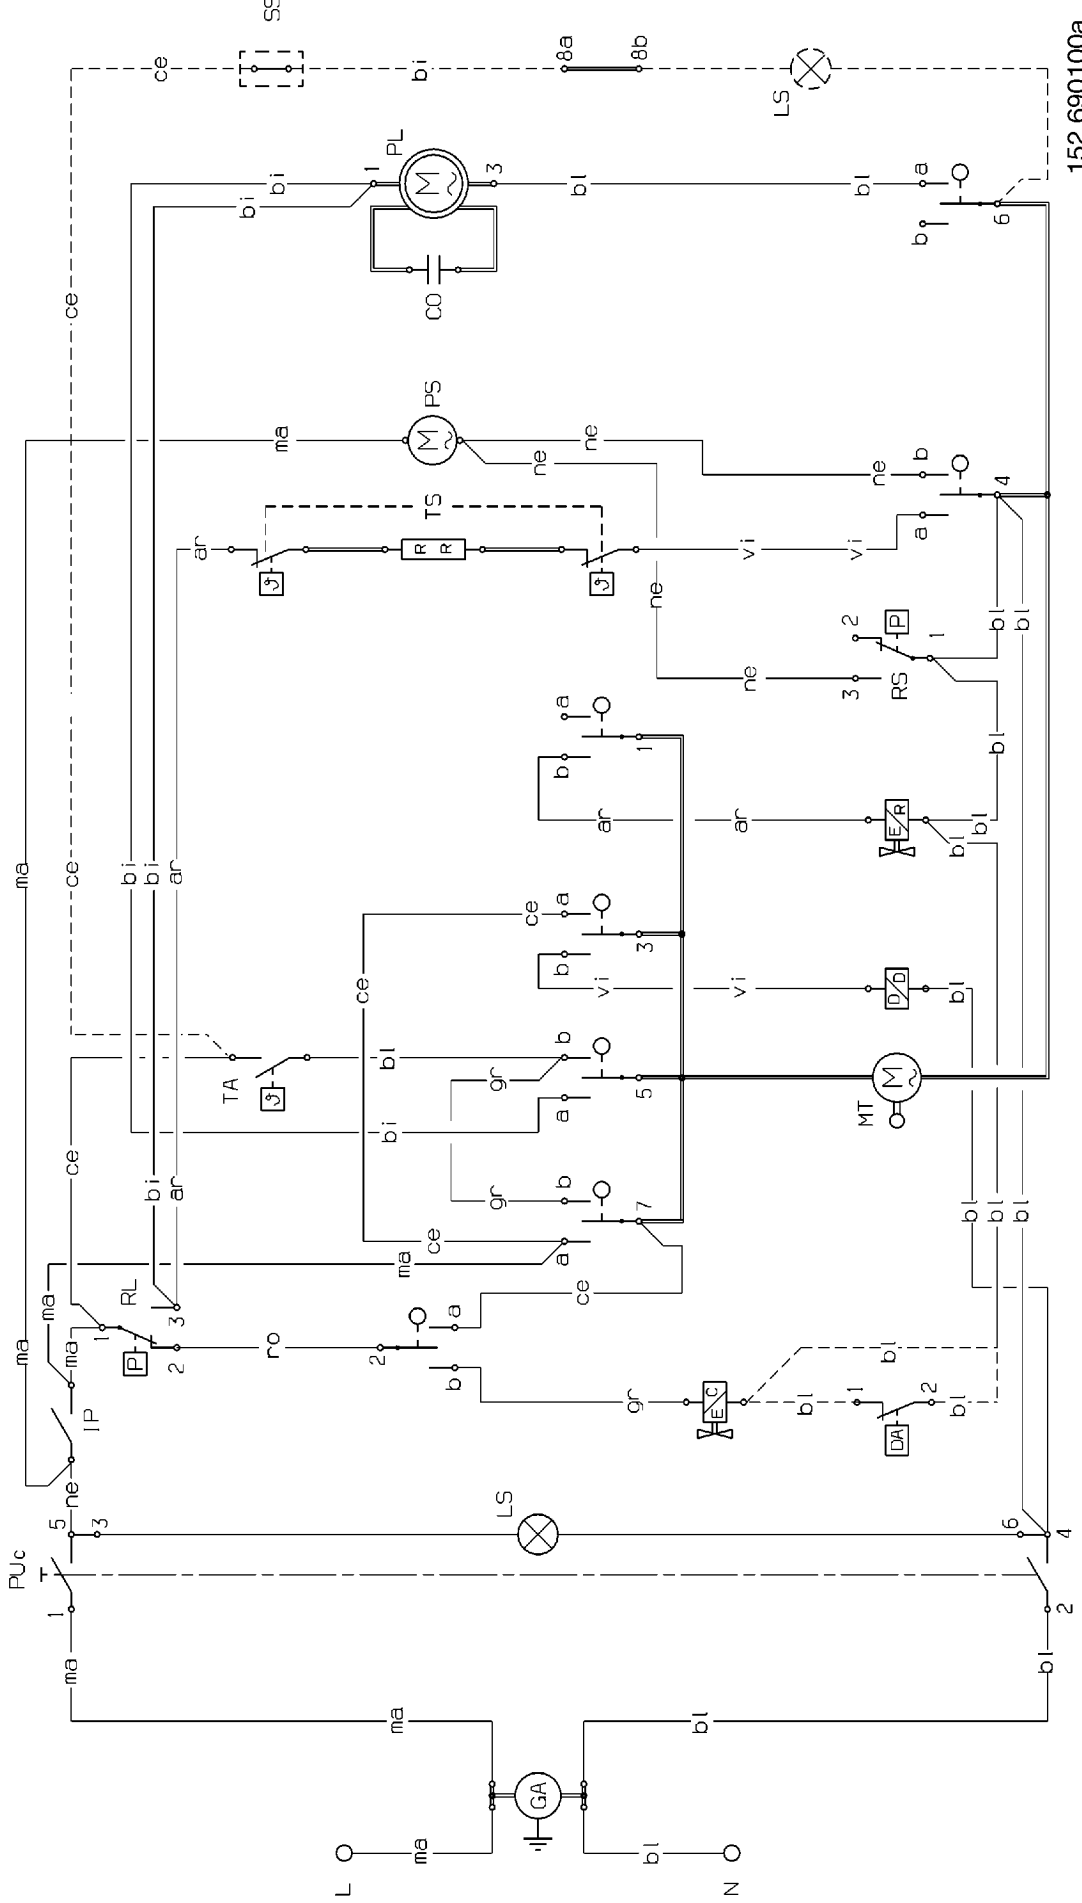 PUc
ma
ma
1
5
ma
ma
ne
ma
ce
ce
ce
IP
3
1
P
RL
bi
bi
bi
ce
2
3
ar
ar
ar
TA
ϑ
ro
bi
bi
ϑ
ma
SS
L
ce
2
bi
bl
1
PL
ma
ma
ma
ce
R R
TS
M
PS
CO
M
bi
b
a
gr
gr
3
LS
GA
ce
ne
a
b
a
b
b
a
b
a
8a
ce
ne
bl
vi
ar
ϑ
gr
7
5
3
1
8b
bl
ne
bl
E C
N
vi
ar
ne
vi
LS
bl
1
3
2
vi
bl
MT
bl
ne
DA
M
D D
E R
RS
P
2
1
a
b
b
a
bl
bl
bl
bl
bl
bl
bl
bl
4
6
6
bl
bl
bl
2
4
152.690100a